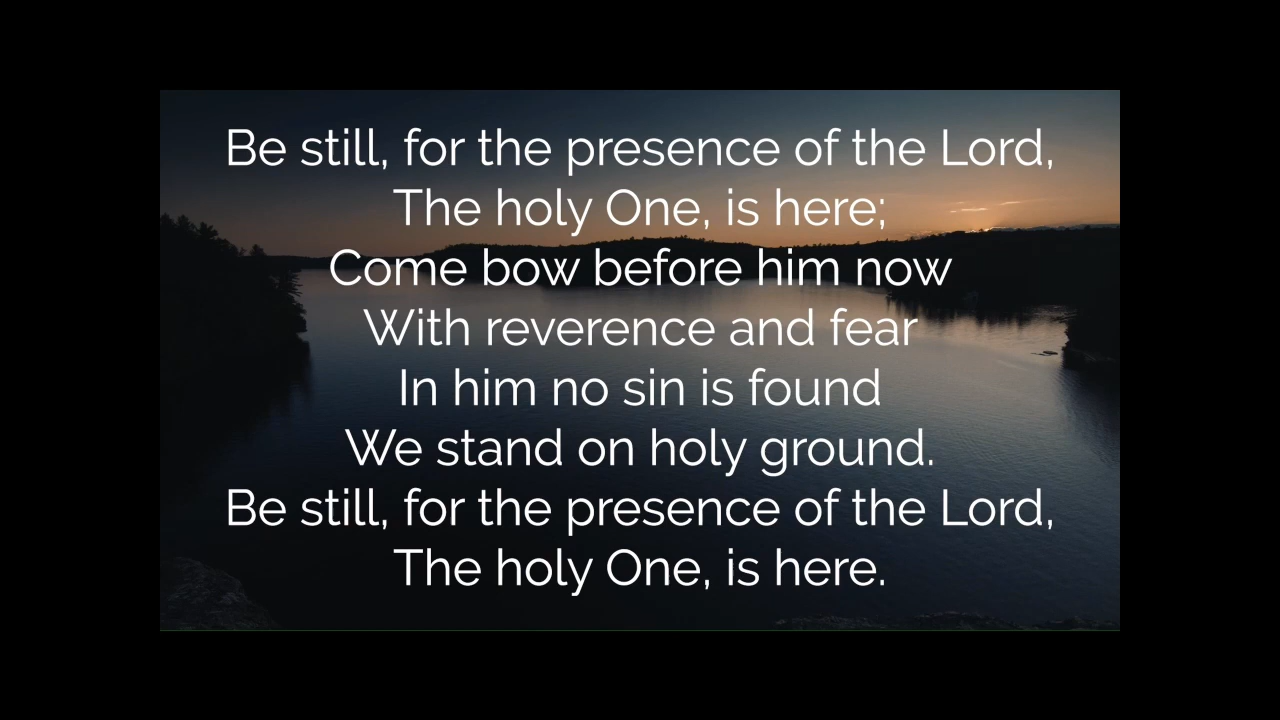 Be still, for the presence of the Lord,
The holy One, is here;
Come bow before him now
With reverence and fear
In him no sin is found
We stand on holy ground.
Be still, for the presence of the Lord,
The holy One, is here.